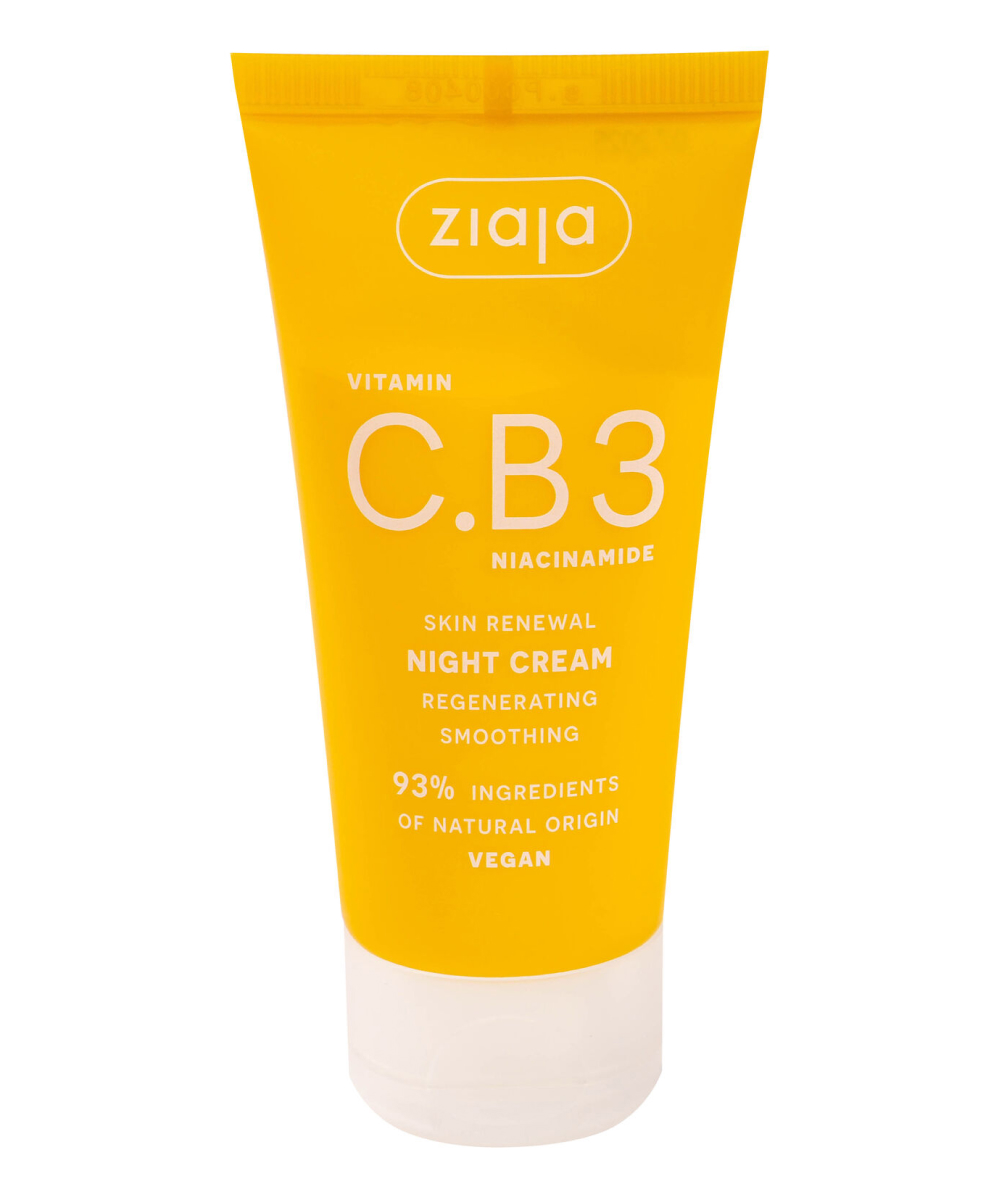 ziaja
VITAMIN
C.B3
NIACINAMIDE
SKIN RENEWAL
NIGHT CREAM
REGENERATING
SMOOTHING
93% INGREDIENTS
OF NATURAL ORIGIN
VEGAN